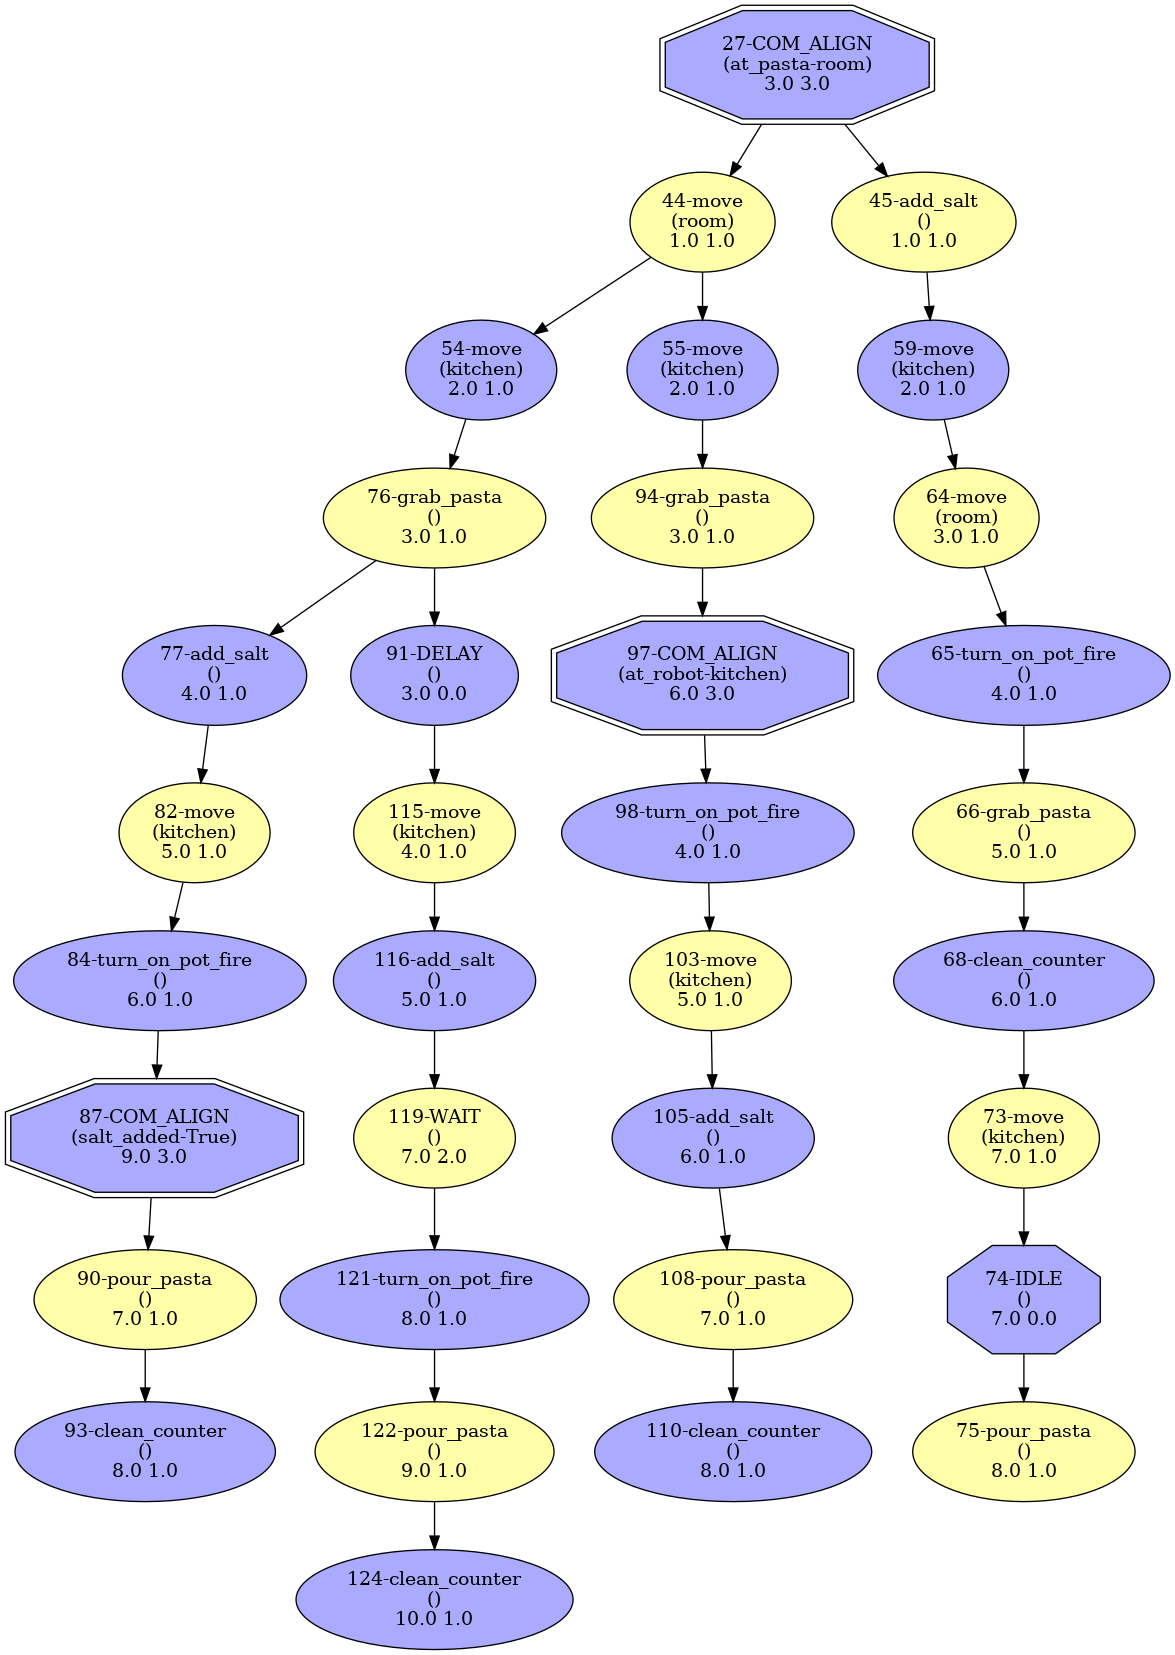 27-COM_ALIGN
(at_pasta-room)
3.0 3.0
44-move
(room)
1.0 1.0
45-add_salt
()
1.0 1.0
54-move
(kitchen)
2.0 1.0
55-move
(kitchen)
2.0 1.0
59-move
(kitchen)
2.0 1.0
76-grab_pasta
()
3.0 1.0
94-grab_pasta
()
3.0 1.0
64-move
(room)
3.0 1.0
77-add_salt
()
4.0 1.0
91-DELAY
()
3.0 0.0
97-COM_ALIGN
(at_robot-kitchen)
6.0 3.0
65-turn_on_pot_fire
()
4.0 1.0
82-move
(kitchen)
5.0 1.0
115-move
(kitchen)
4.0 1.0
98-turn_on_pot_fire
()
4.0 1.0
66-grab_pasta
()
5.0 1.0
84-turn_on_pot_fire
()
6.0 1.0
116-add_salt
()
5.0 1.0
103-move
(kitchen)
5.0 1.0
68-clean_counter
()
6.0 1.0
87-COM_ALIGN
(salt_added-True)
9.0 3.0
119-WAIT
()
7.0 2.0
105-add_salt
()
6.0 1.0
73-move
(kitchen)
7.0 1.0
90-pour_pasta
()
7.0 1.0
121-turn_on_pot_fire
()
8.0 1.0
108-pour_pasta
()
7.0 1.0
74-IDLE
()
7.0 0.0
93-clean_counter
()
8.0 1.0
122-pour_pasta
()
9.0 1.0
110-clean_counter
()
8.0 1.0
75-pour_pasta
()
8.0 1.0
124-clean_counter
()
10.0 1.0